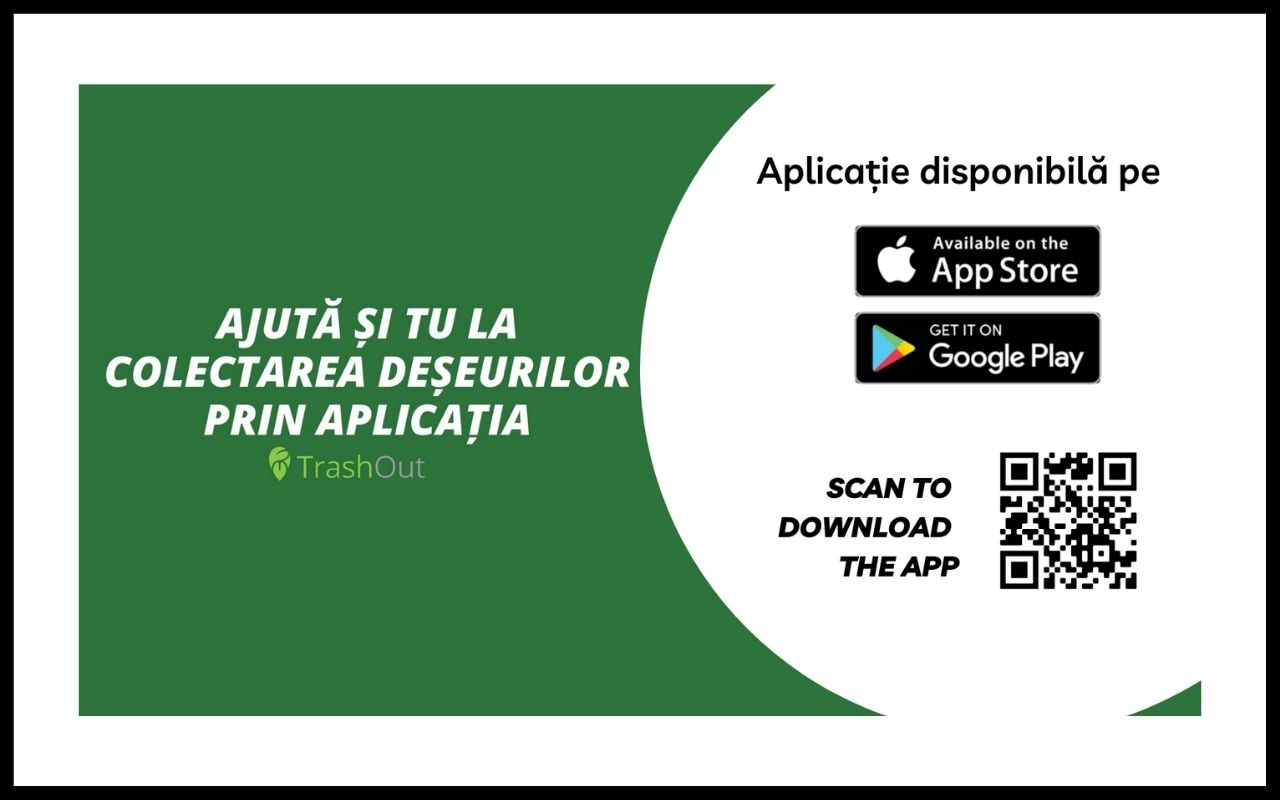 AJUTĂ ȘI TU LA
COLECTAREA DEȘEURILOR
PRIN APLICAȚIA
TrashOut
Aplicație disponibilă pe
Available on the
App Store
GET IT ON
Google Play
SCAN TO
DOWNLOAD
THE APP